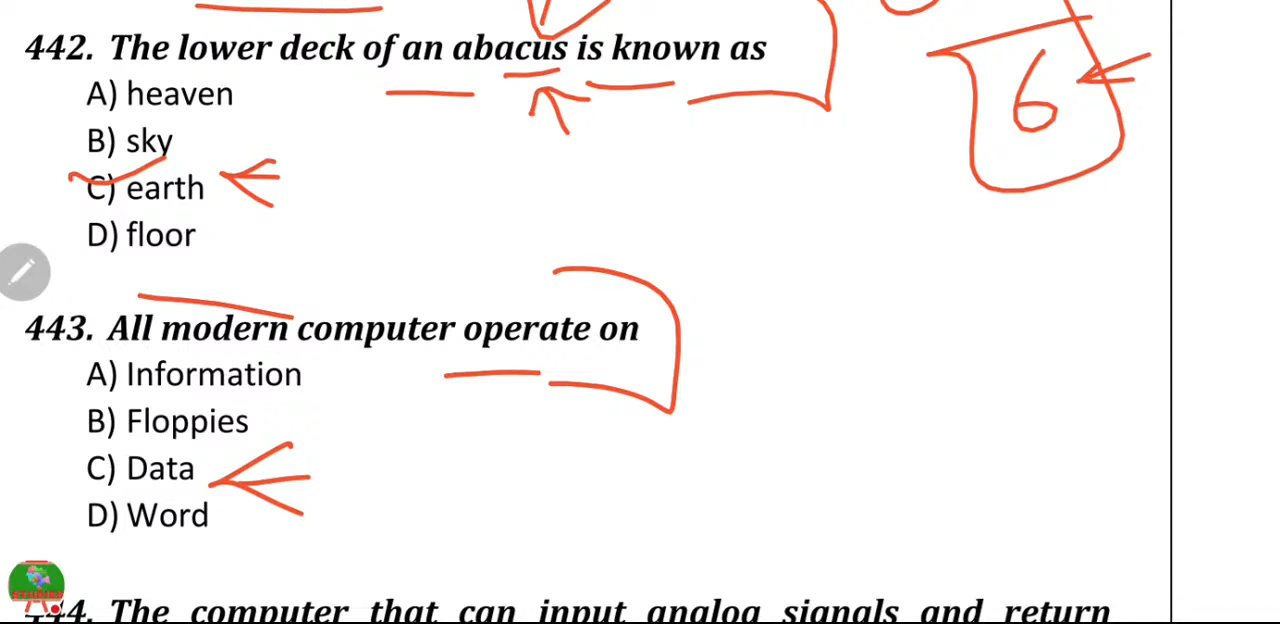 442. The lower deck of an abacus is known as
A) heaven
B) sky
C) earth
D) floor
6
443. All modern computer operate on
A) Information
B) Floppies
C) Data
D) Word
The computer that can input analog signals and return